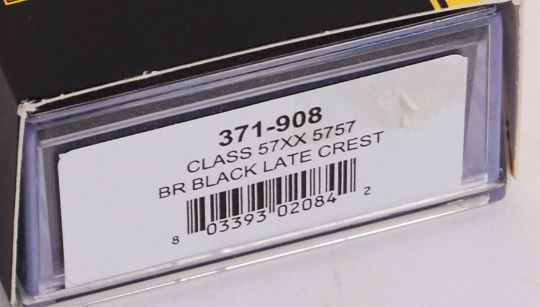 371-908
CLASS 57XX 5757
BR BLACK LATE CREST
8 03393 02084 2